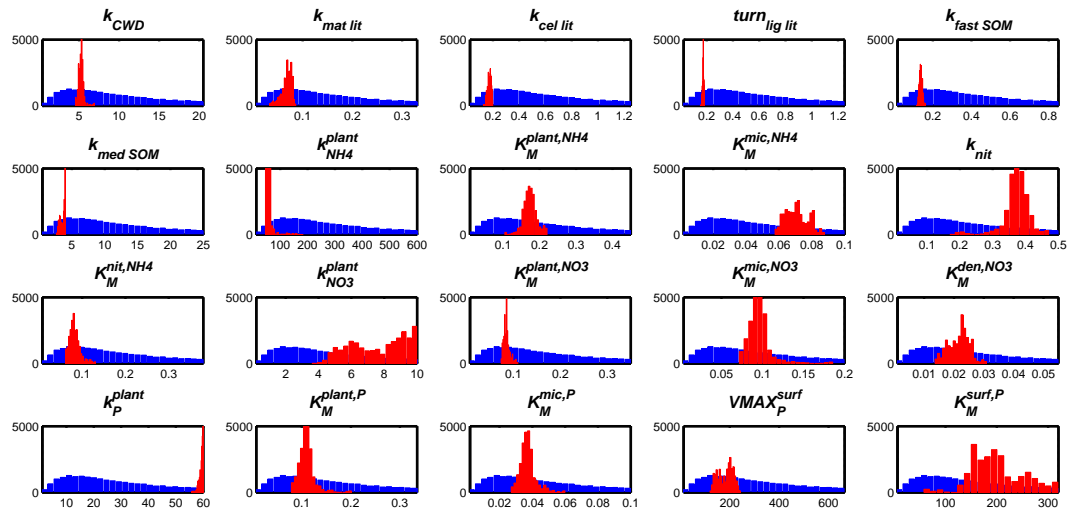 k_CWD k_mat lit k_cel lit turn_lig lit k_fast SOM
5000 5000 5000 5000 5000
0 0 0 0 0
5 10 15 20 0.1 0.2 0.3 0.2 0.4 0.6 0.8 1 1.2 0.2 0.4 0.6 0.8 1 1.2 0.2 0.4 0.6 0.8
k_med SOM k_NH4^plant K_M^plant,NH4 K_M^mic,NH4 k_nit
5000 5000 5000 5000 5000
0 0 0 0 0
5 10 15 20 25 100 200 300 400 500 600 0.1 0.2 0.3 0.4 0.02 0.04 0.06 0.08 0.1 0.1 0.2 0.3 0.4 0.5
K_M^nit,NH4 k_NO3^plant K_M^plant,NO3 K_M^mic,NO3 K_M^den,NO3
5000 5000 5000 5000 5000
0 0 0 0 0
0.1 0.2 0.3 2 4 6 8 10 0.1 0.2 0.3 0.05 0.1 0.15 0.2 0.01 0.02 0.03 0.04 0.05
k_P^plant K_M^plant,P K_M^mic,P VMAX_P^surf K_M^surf,P
5000 5000 5000 5000 5000
0 0 0 0 0
10 20 30 40 50 60 0.1 0.2 0.3 0.02 0.04 0.06 0.08 0.1 200 400 600 100 200 300